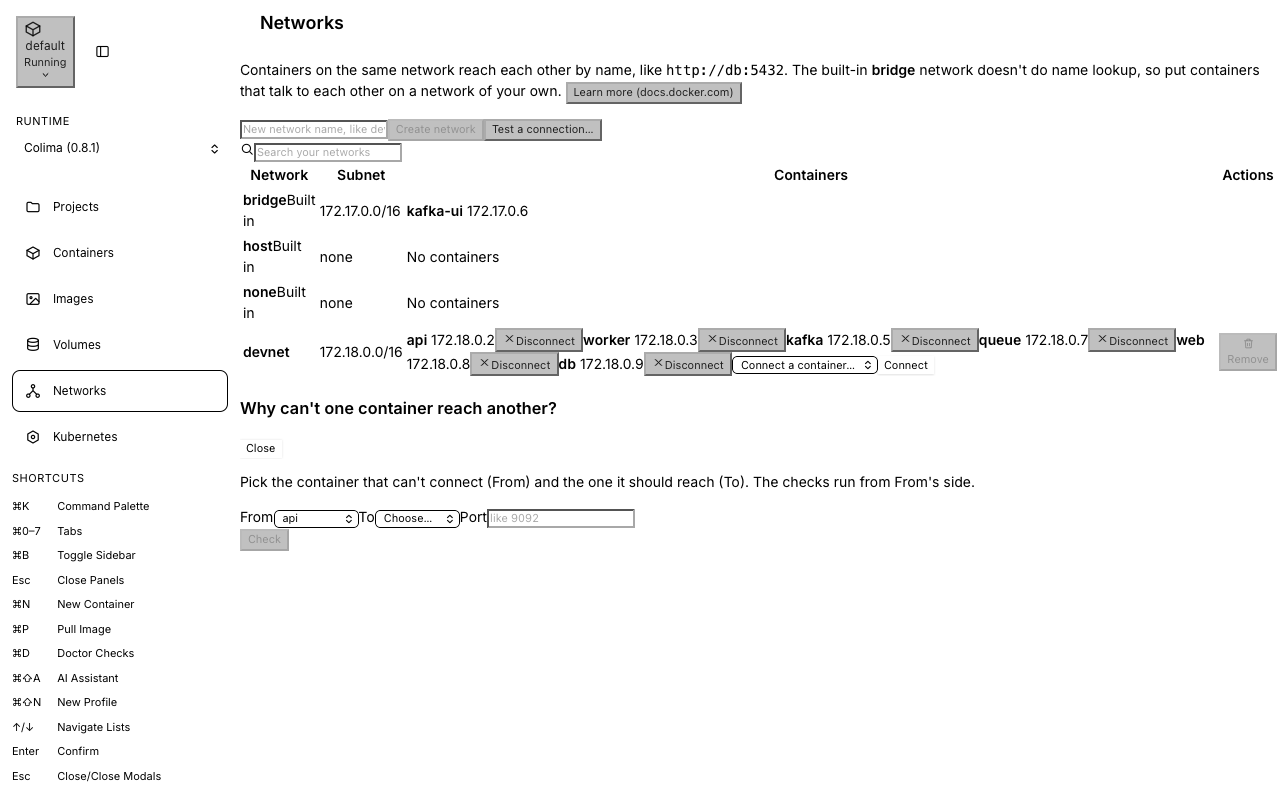 default
Running
Networks
RUNTIME
Colima (0.8.1)
Projects
Containers
Images
Volumes
Networks
Kubernetes
SHORTCUTS
⌘K Command Palette
⌘0–7 Tabs
⌘B Toggle Sidebar
Esc Close Panels
⌘N New Container
⌘P Pull Image
⌘D Doctor Checks
⌘⇧A AI Assistant
⌘⇧N New Profile
↑/↓ Navigate Lists
Enter Confirm
Esc Close/Close Modals
Containers on the same network reach each other by name, like http://db:5432. The built-in bridge network doesn't do name lookup, so put containers
that talk to each other on a network of your own. Learn more (docs.docker.com)
New network name, like de Create network Test a connection...
Search your networks
Network Subnet Containers Actions
bridgeBuilt in 172.17.0.0/16 kafka-ui 172.17.0.6
hostBuilt in none No containers
noneBuilt in none No containers
devnet 172.18.0.0/16 api 172.18.0.2 Disconnect worker 172.18.0.3 Disconnect kafka 172.18.0.5 Disconnect queue 172.18.0.7 Disconnect web
172.18.0.8 Disconnect db 172.18.0.9 Disconnect Connect a container... Connect
Remove
Why can't one container reach another?
Close
Pick the container that can't connect (From) and the one it should reach (To). The checks run from From's side.
From api To Choose... Port like 9092
Check